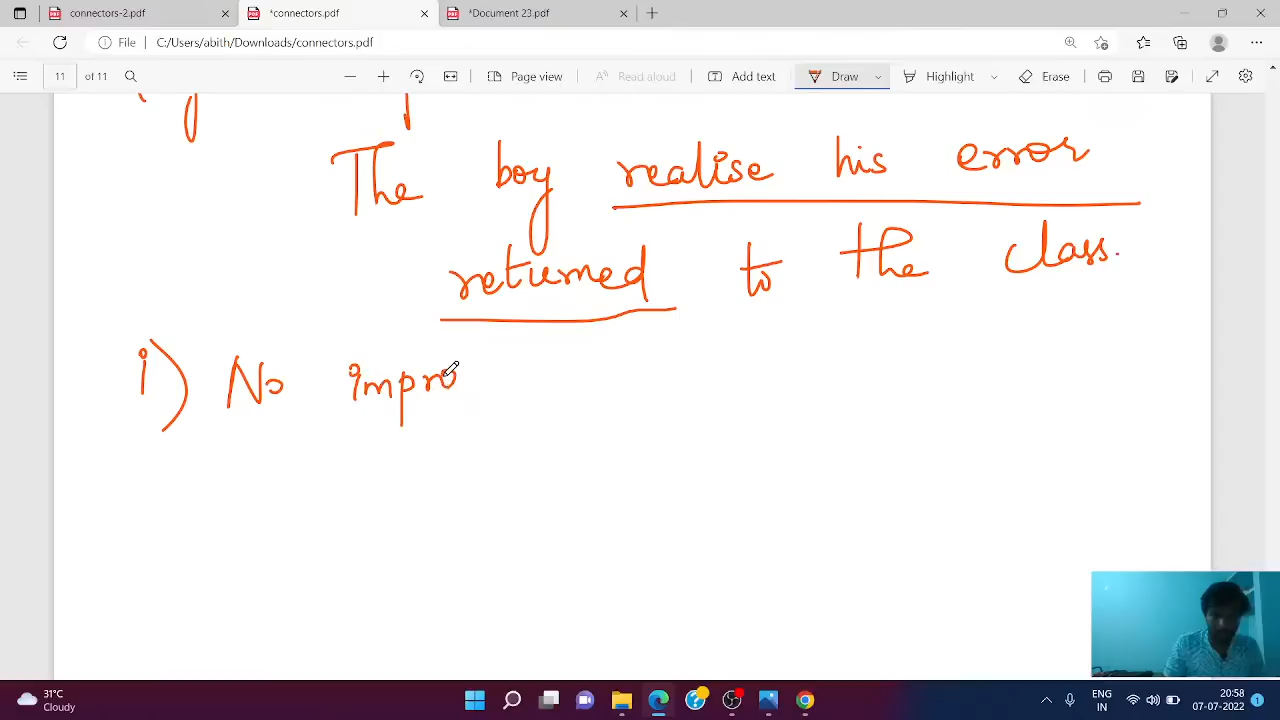 connectors-2.pdf
*connectors.pdf
*Document 23.pdf
File C:/Users/abith/Downloads/connectors.pdf
11 of 11 Page view Read aloud Add text Draw Highlight Erase
The boy realise his error
returned to the class.
i) No impro
31°C
Cloudy
ENG
IN
20:58
07-07-2022
1